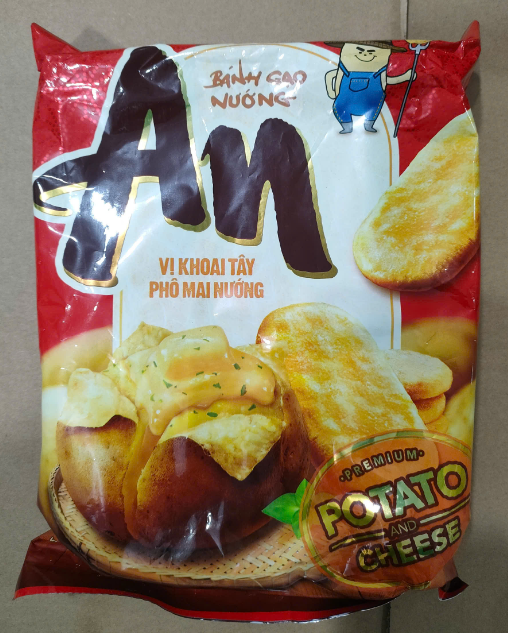 BÁNH GẠO
NƯỚNG
An
VỊ KHOAI TÂY
PHÔ MAI NƯỚNG
·PREMIUM·
POTATO
AND
CHEESE